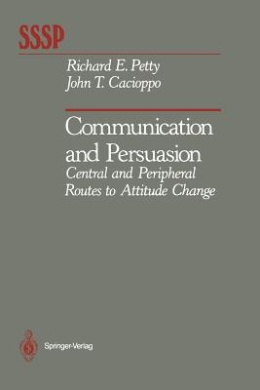 SSSP
Richard E. Petty
John T. Cacioppo
Communication
and Persuasion
Central and Peripheral
Routes to Attitude Change
Springer-Verlag